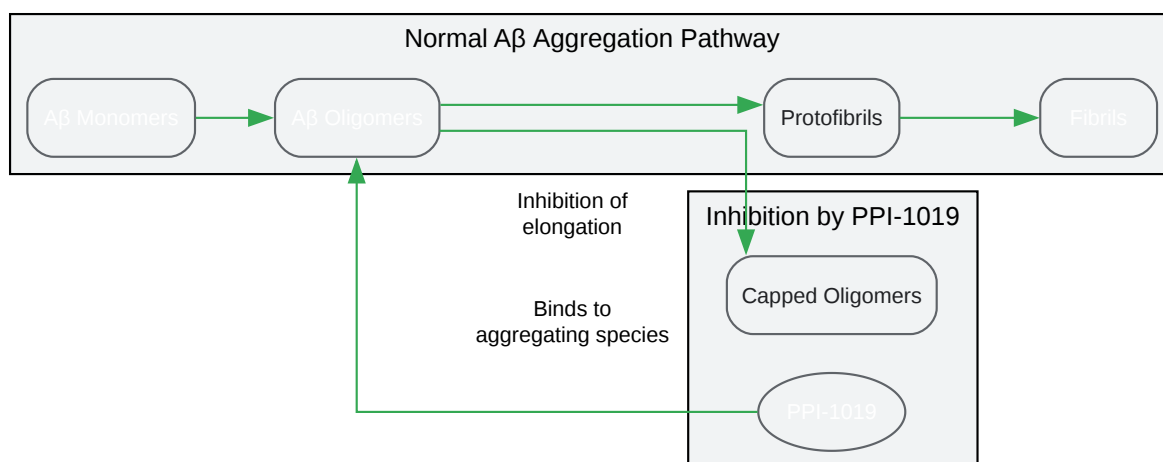 Normal Aβ Aggregation Pathway
Aβ Monomers
Aβ Oligomers
Protofibrils
Fibrils
Inhibition of
elongation
Inhibition by PPI-1019
Capped Oligomers
Binds to
aggregating species
PPI-1019